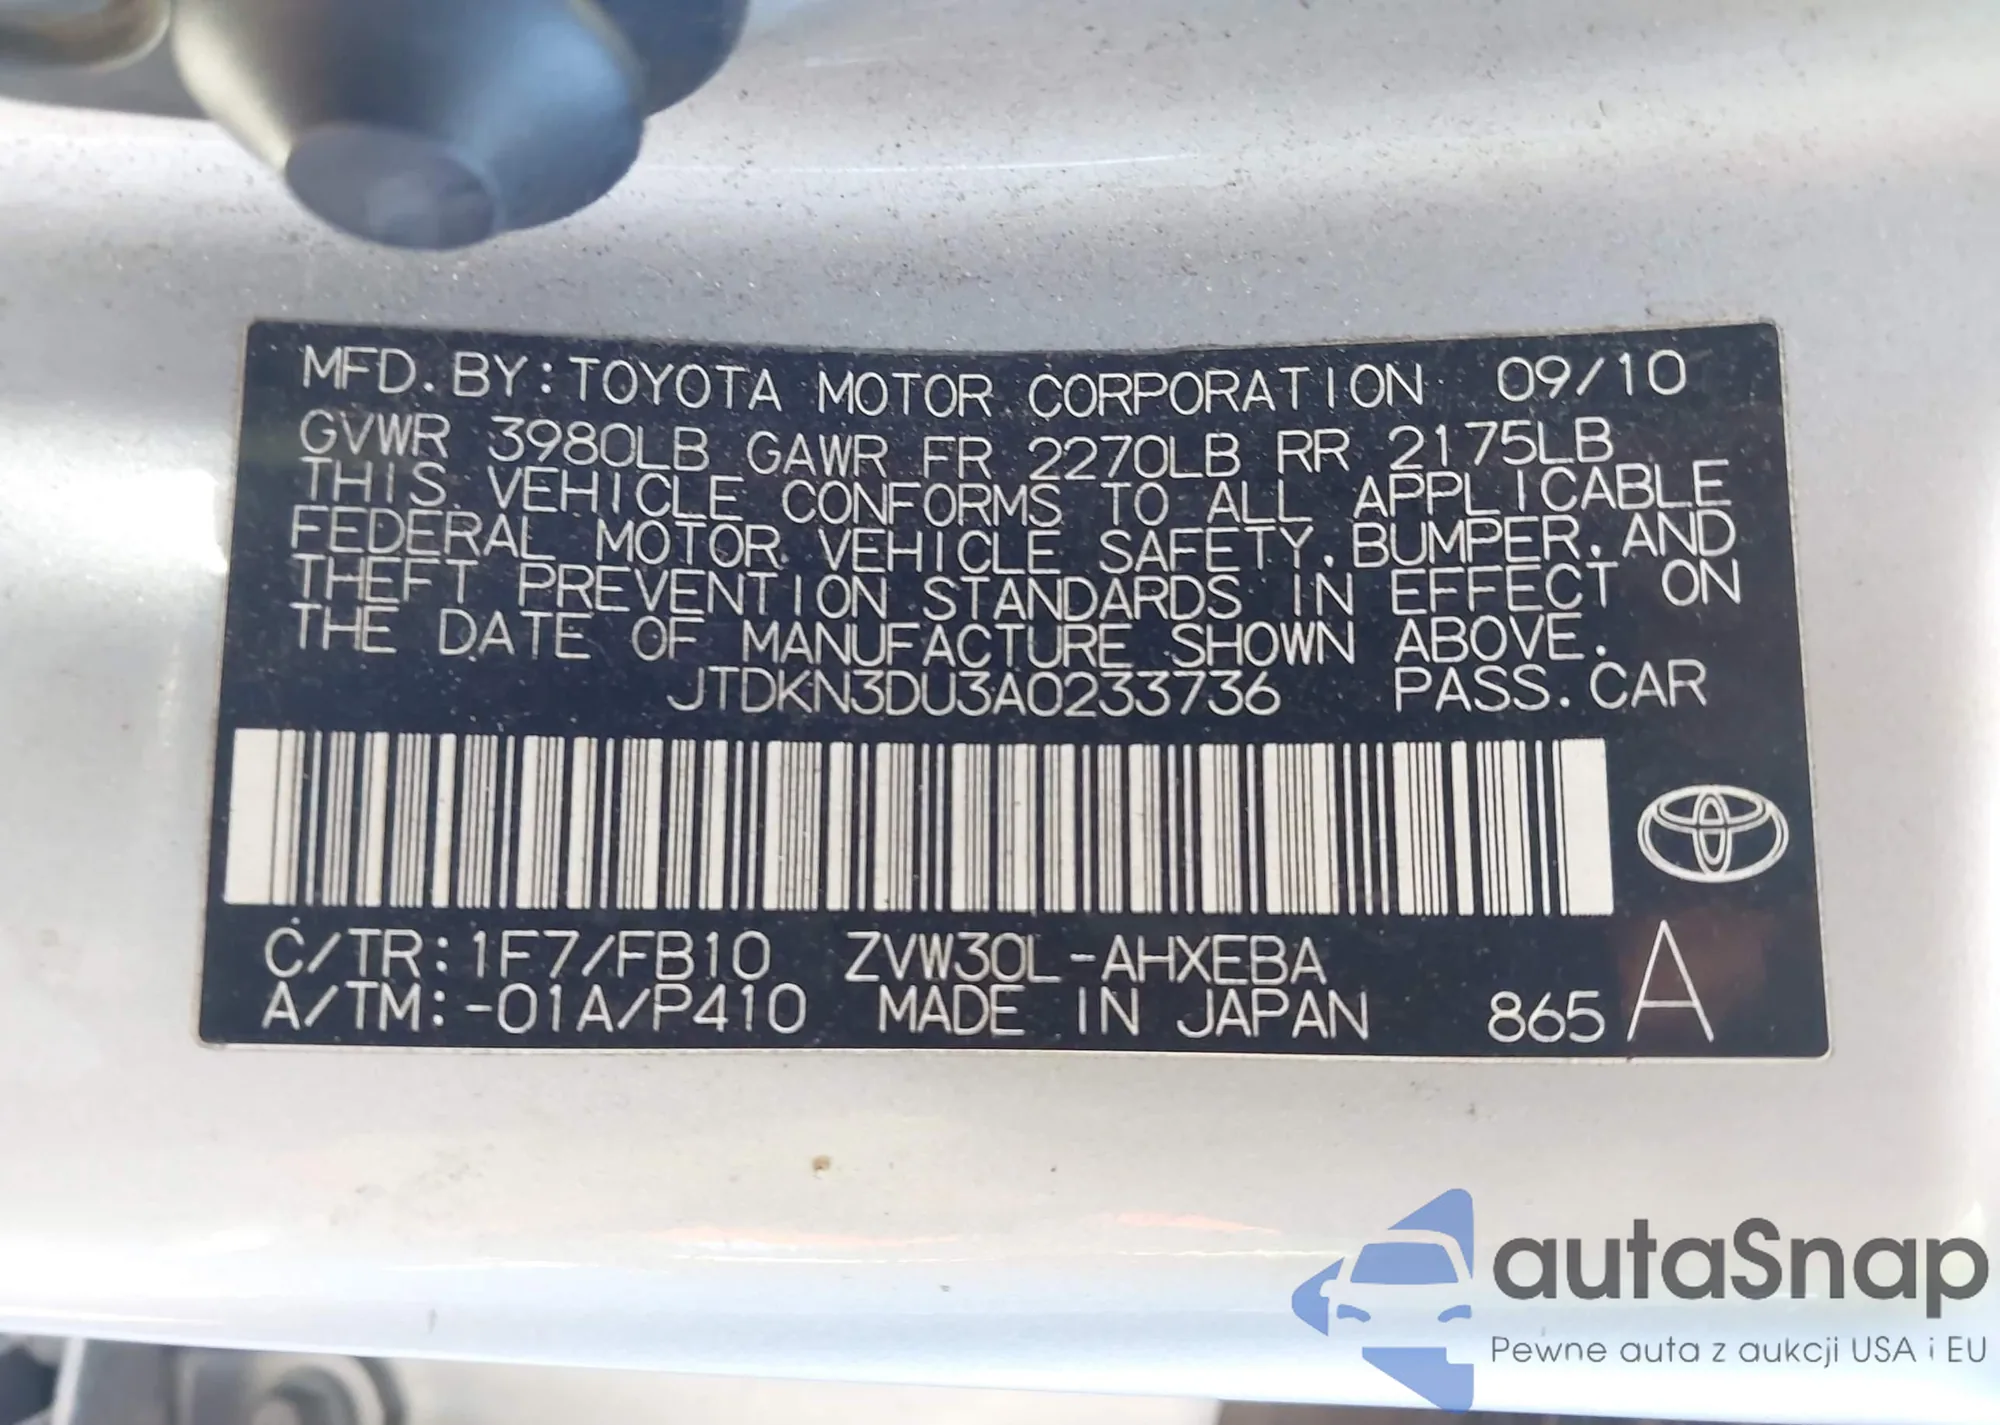 MFD. BY: TOYOTA MOTOR CORPORATION 09/10
GVWR 3980LB GAWR FR 2270LB RR 2175LB
THIS VEHICLE CONFORMS TO ALL APPLICABLE
FEDERAL MOTOR VEHICLE SAFETY, BUMPER, AND
THEFT PREVENTION STANDARDS IN EFFECT ON
THE DATE OF MANUFACTURE SHOWN ABOVE.
JTDKN3DU3A0233736 PASS. CAR
C/TR: 1F7/FB10 ZVW30L-AHXEBA
A/TM: -01A/P410 MADE IN JAPAN 865 A
autaSnap
Pewne auta z aukcji USA i EU